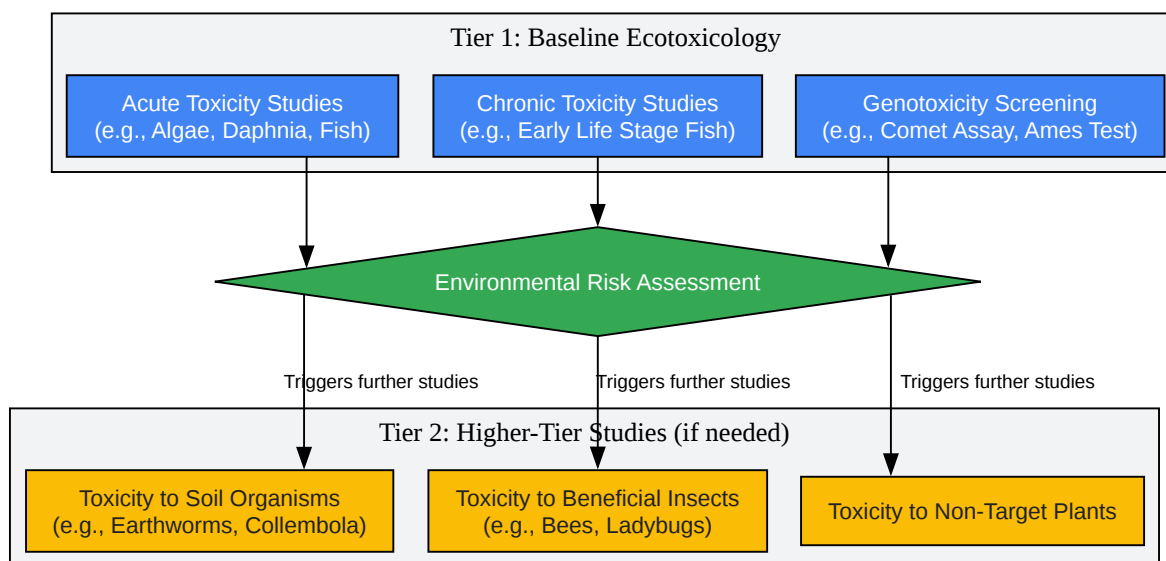 Tier 1: Baseline Ecotoxicology
Acute Toxicity Studies
(e.g., Algae, Daphnia, Fish)
Chronic Toxicity Studies
(e.g., Early Life Stage Fish)
Genotoxicity Screening
(e.g., Comet Assay, Ames Test)
Environmental Risk Assessment
Triggers further studies
Triggers further studies
Triggers further studies
Tier 2: Higher-Tier Studies (if needed)
Toxicity to Soil Organisms
(e.g., Earthworms, Collembola)
Toxicity to Beneficial Insects
(e.g., Bees, Ladybugs)
Toxicity to Non-Target Plants